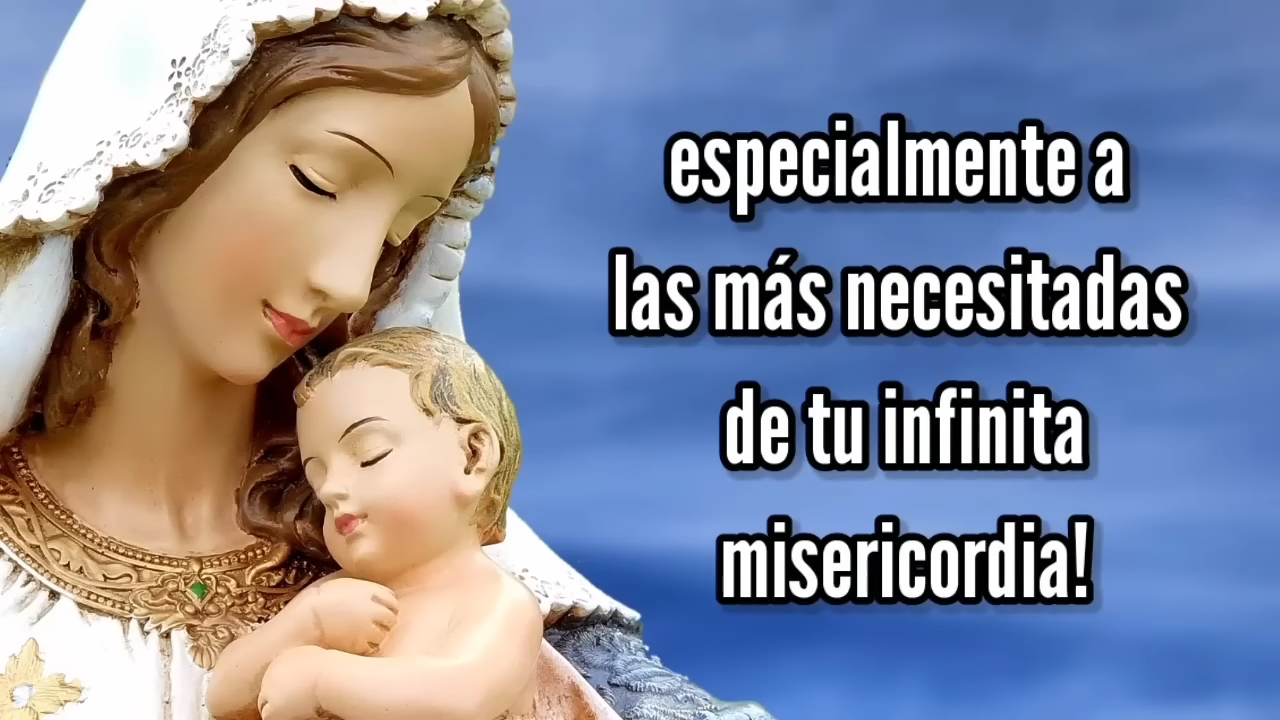 especialmente a
las más necesitadas
de tu infinita
misericordia!